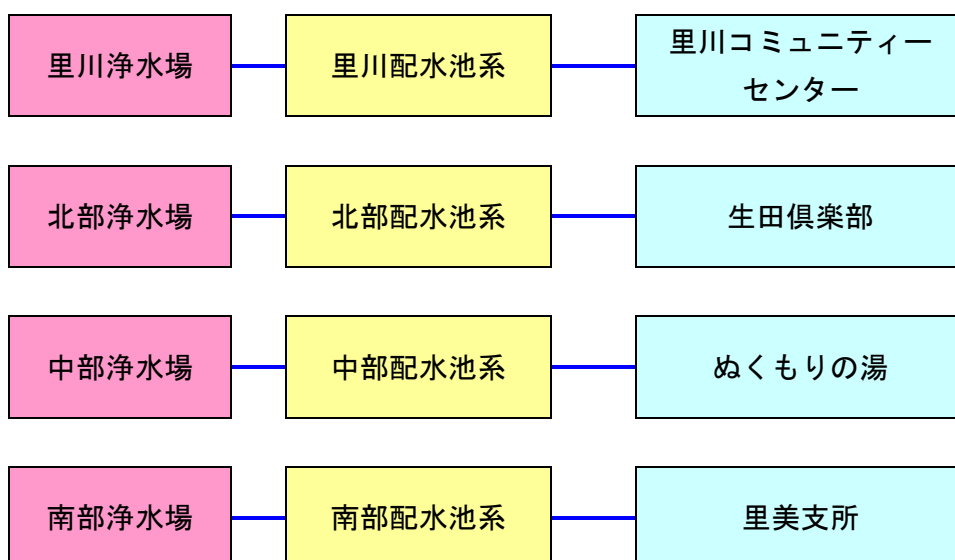 里川浄水場
里川配水池系
里川コミュニティー
センター
北部浄水場
北部配水池系
生田倶楽部
中部浄水場
中部配水池系
ぬくもりの湯
南部浄水場
南部配水池系
里美支所